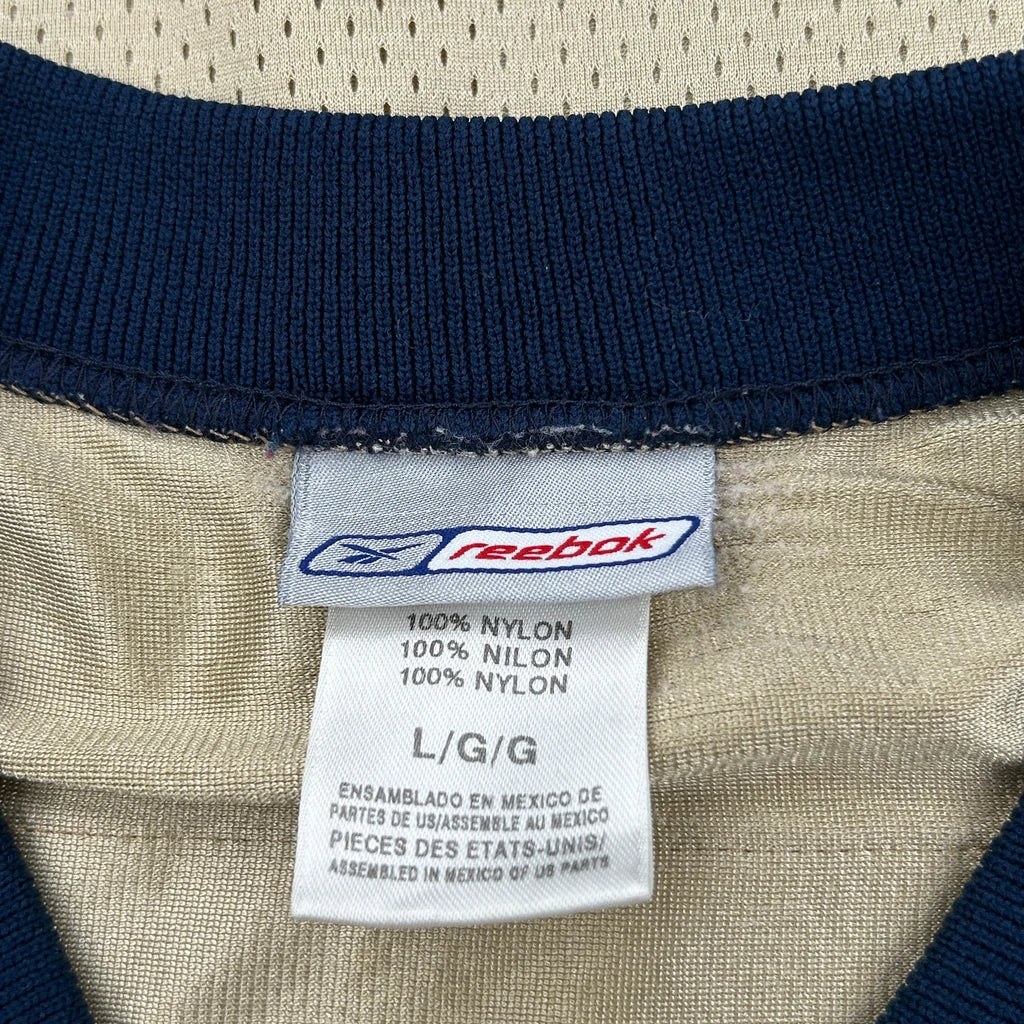 reebok
100% NYLON
100% NILON
100% NYLON
L/G/G
ENSAMBLADO EN MEXICO DE
PARTES DE US/ASSEMBLE AU MEXICO
PIECES DES ETATS-UNIS/
ASSEMBLED IN MEXICO OF US PARTS